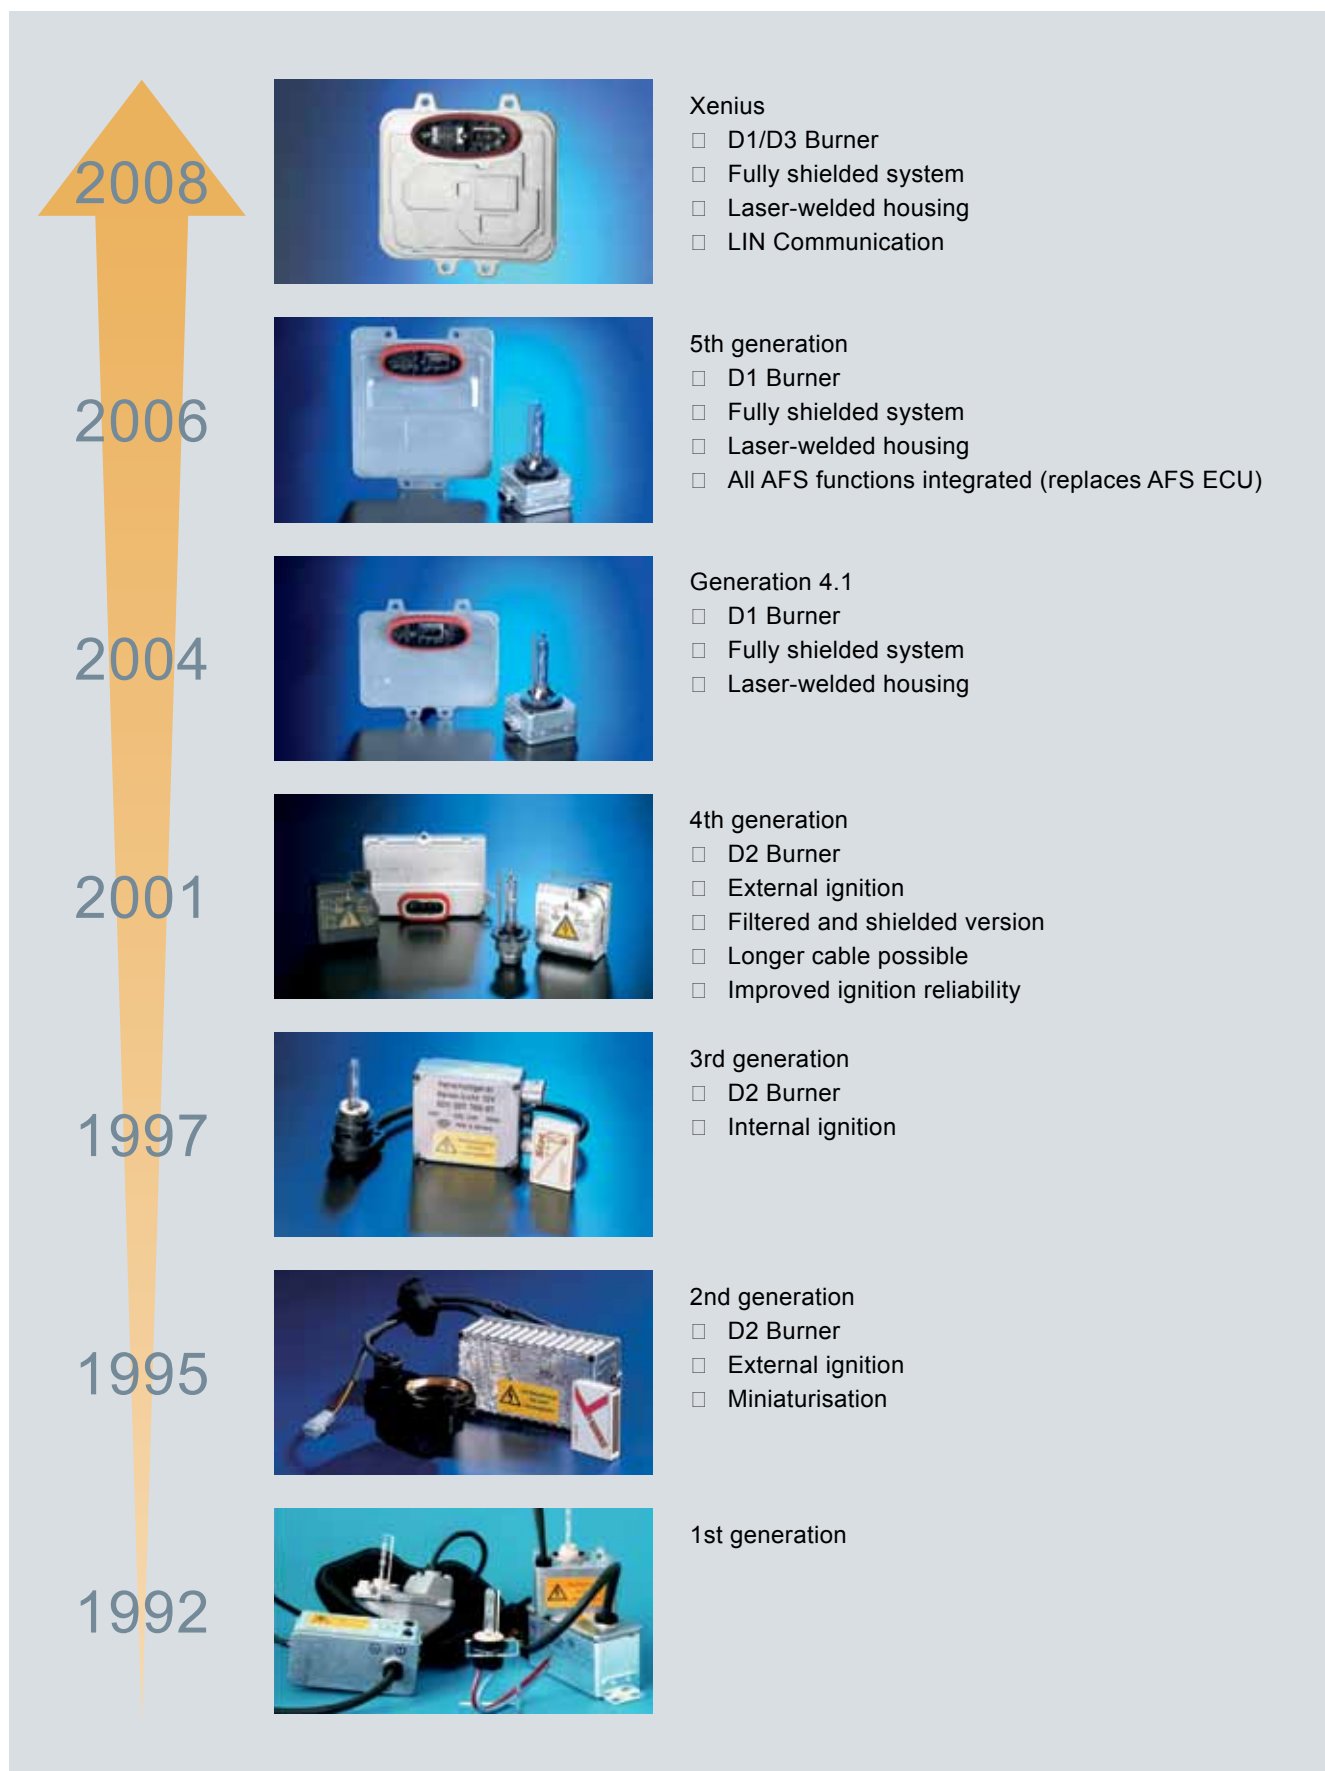 2008
Xenius
D1/D3 Burner
Fully shielded system
Laser-welded housing
LIN Communication
2006
5th generation
D1 Burner
Fully shielded system
Laser-welded housing
All AFS functions integrated (replaces AFS ECU)
2004
Generation 4.1
D1 Burner
Fully shielded system
Laser-welded housing
2001
4th generation
D2 Burner
External ignition
Filtered and shielded version
Longer cable possible
Improved ignition reliability
1997
3rd generation
D2 Burner
Internal ignition
1995
2nd generation
D2 Burner
External ignition
Miniaturisation
1992
1st generation